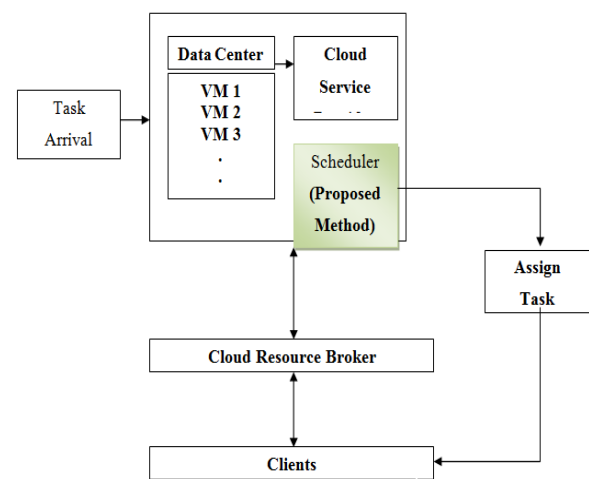 Data Center
Cloud
Service
VM 1
VM 2
VM 3
.
.
Task
Arrival
Scheduler
(Proposed
Method)
Assign
Task
Cloud Resource Broker
Clients